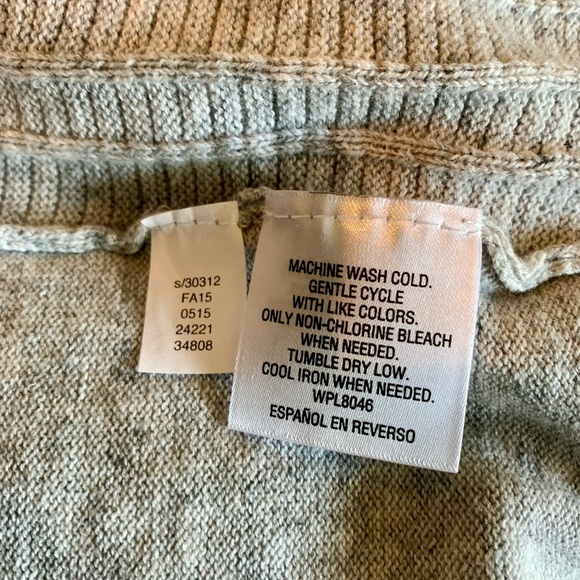 s/30312
FA15
0515
24221
34808
MACHINE WASH COLD.
GENTLE CYCLE
WITH LIKE COLORS.
ONLY NON-CHLORINE BLEACH
WHEN NEEDED.
TUMBLE DRY LOW.
COOL IRON WHEN NEEDED.
WPL8046
ESPAÑOL EN REVERSO